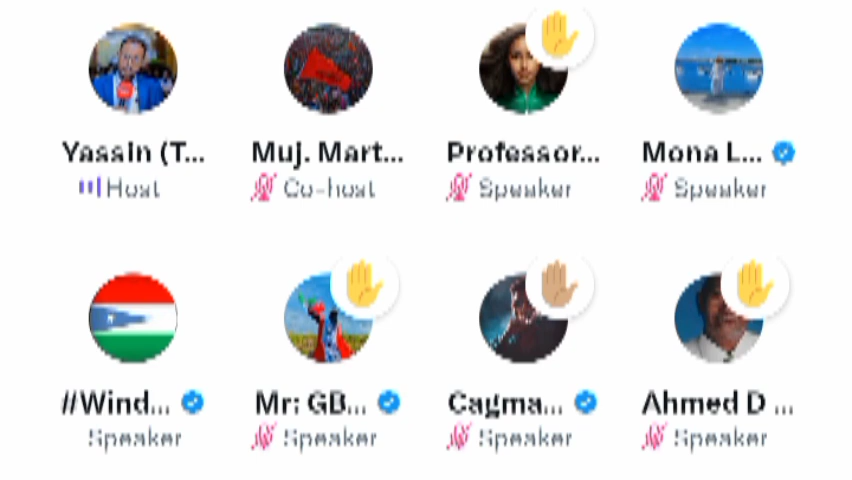 Yassin (T...
Muj. Mart...
Professor...
Mona L...
Host
Co-host
Speaker
Speaker
//Wind...
Mr: GB...
Cagma...
Ahmed D ...
Speaker
Speaker
Speaker
Speaker